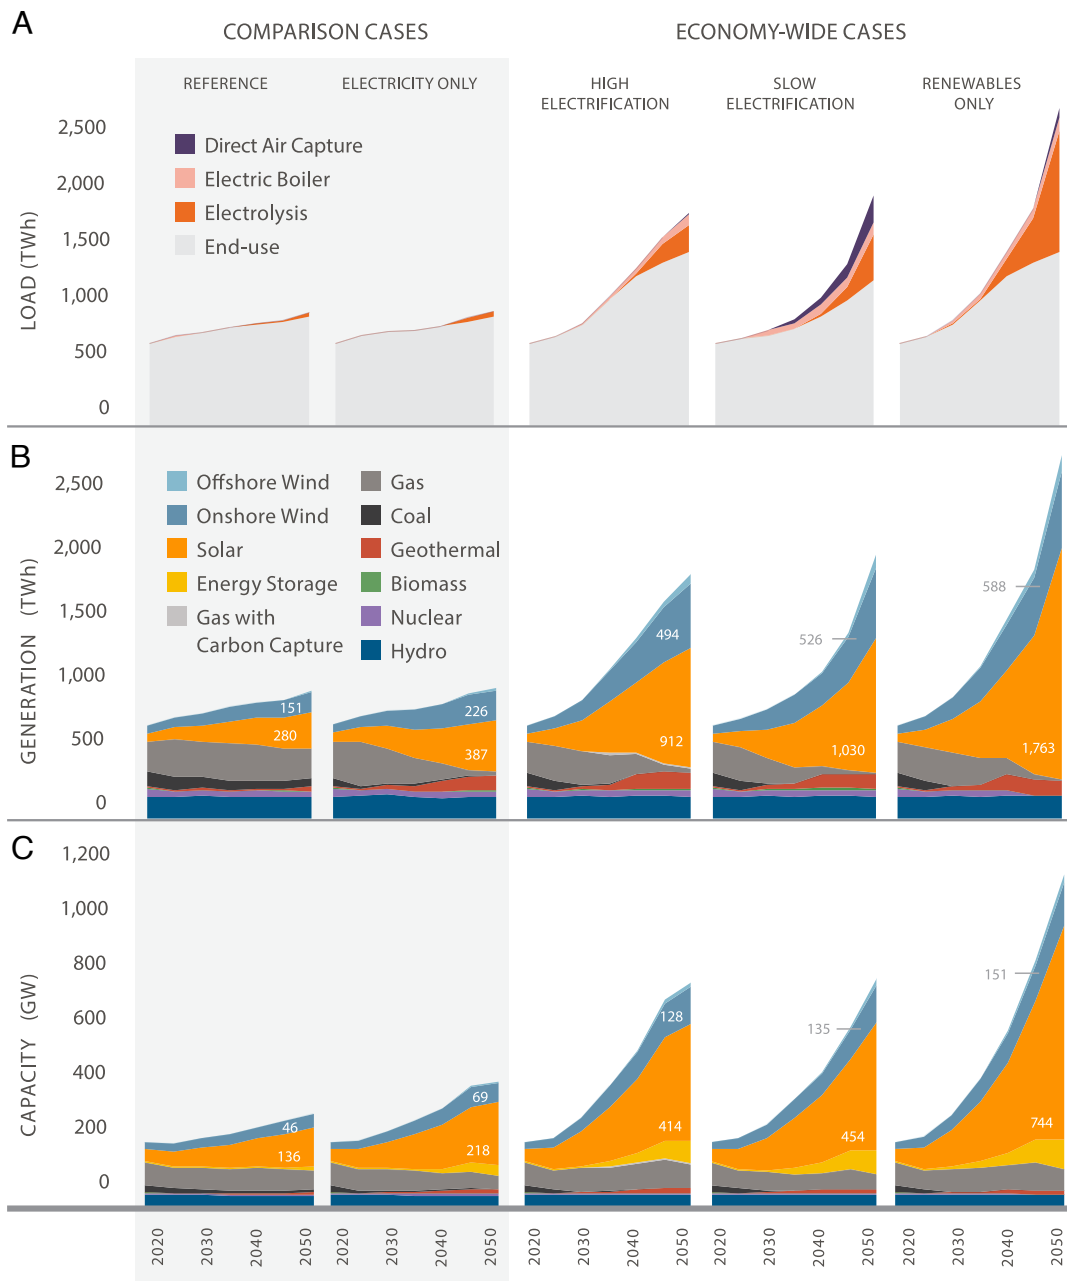 A
COMPARISON CASES
ECONOMY-WIDE CASES
REFERENCE
ELECTRICITY ONLY
HIGH
ELECTRIFICATION
SLOW
ELECTRIFICATION
RENEWABLES
ONLY
LOAD (TWh)
2,500
2,000
1,500
1,000
500
0
Direct Air Capture
Electric Boiler
Electrolysis
End-use
B
GENERATION (TWh)
2,500
2,000
1,500
1,000
500
0
Offshore Wind
Onshore Wind
Solar
Energy Storage
Gas with
Carbon Capture
Gas
Coal
Geothermal
Biomass
Nuclear
Hydro
151
280
226
387
494
912
526
1,030
588
1,763
C
CAPACITY (GW)
1,200
1,000
800
600
400
200
0
46
136
69
218
128
414
135
454
151
744
2020
2030
2040
2050
2020
2030
2040
2050
2020
2030
2040
2050
2020
2030
2040
2050
2020
2030
2040
2050